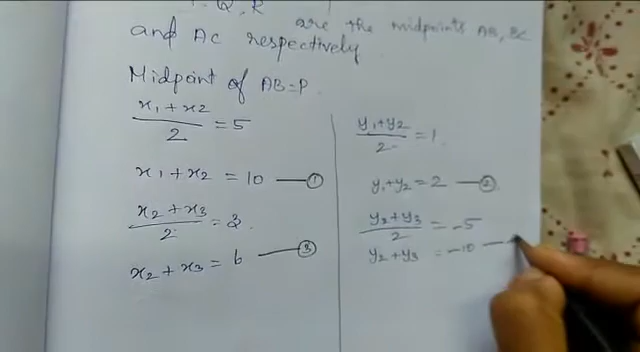 P, Q, R are the midpoints AB, BC
and AC respectively
Midpoint of AB=P.
x₁ + x₂ / 2 = 5
x₁ + x₂ = 10 — ①
x₂ + x₃ / 2 = 3
x₂ + x₃ = 6 — ③
y₁+y₂ / 2 = 1
y₁+y₂ = 2 — ②
y₂+y₃ / 2 = -5
y₂+y₃ = -10 —